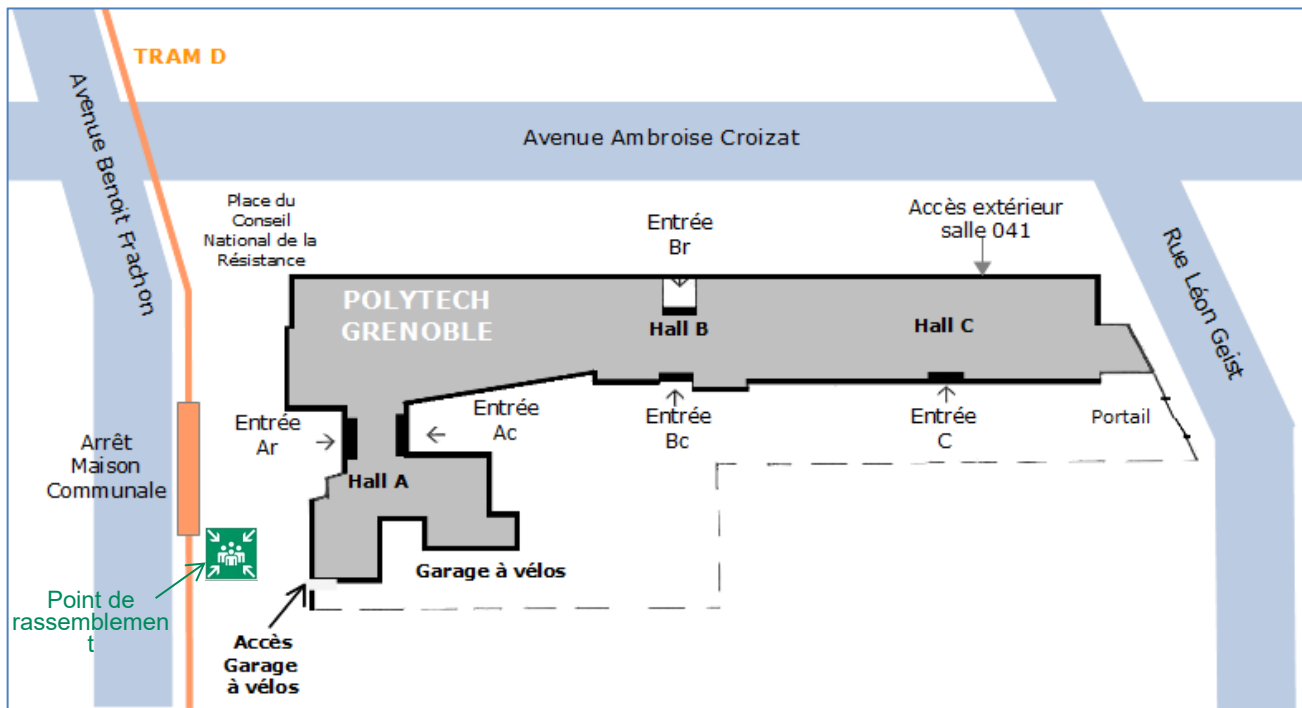 TRAM D
Avenue Benoit Frachon
Avenue Ambroise Croizat
Place du
Conseil
National de la
Résistance
Entrée
Br
Accès extérieur
salle 041
Rue Léon Geist
POLYTECH
GRENOBLE
Hall B
Hall C
Entrée
Ar
Entrée
Ac
Entrée
Bc
Entrée
C
Portail
Arrêt
Maison
Communale
Hall A
Garage à vélos
Point de
rassemblemen
t
Accès
Garage
à vélos